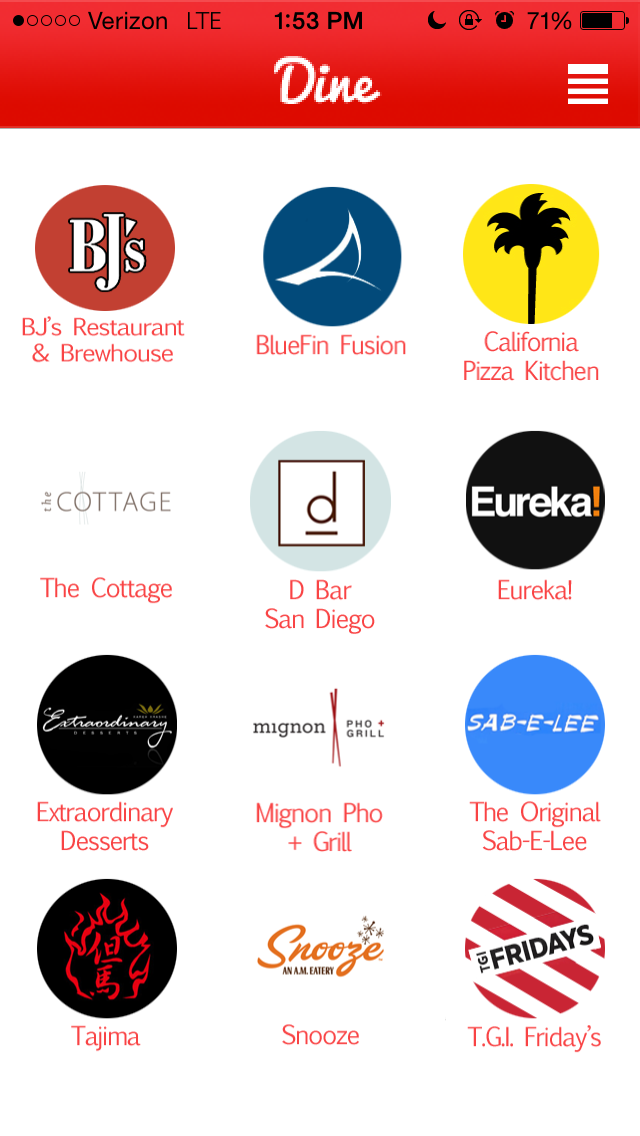 Verizon LTE 1:53 PM 71%
Dine
BJ's
BJ's Restaurant
& Brewhouse
BlueFin Fusion
California
Pizza Kitchen
the COTTAGE
The Cottage
d
D Bar
San Diego
Eureka!
Eureka!
Extraordinary
DESSERTS
Extraordinary
Desserts
mignon PHO +
GRILL
Mignon Pho
+ Grill
SAB-E-LEE
The Original
Sab-E-Lee
但馬
Tajima
Snooze
AN A.M. EATERY
Snooze
TGI FRIDAYS
T.G.I. Friday's